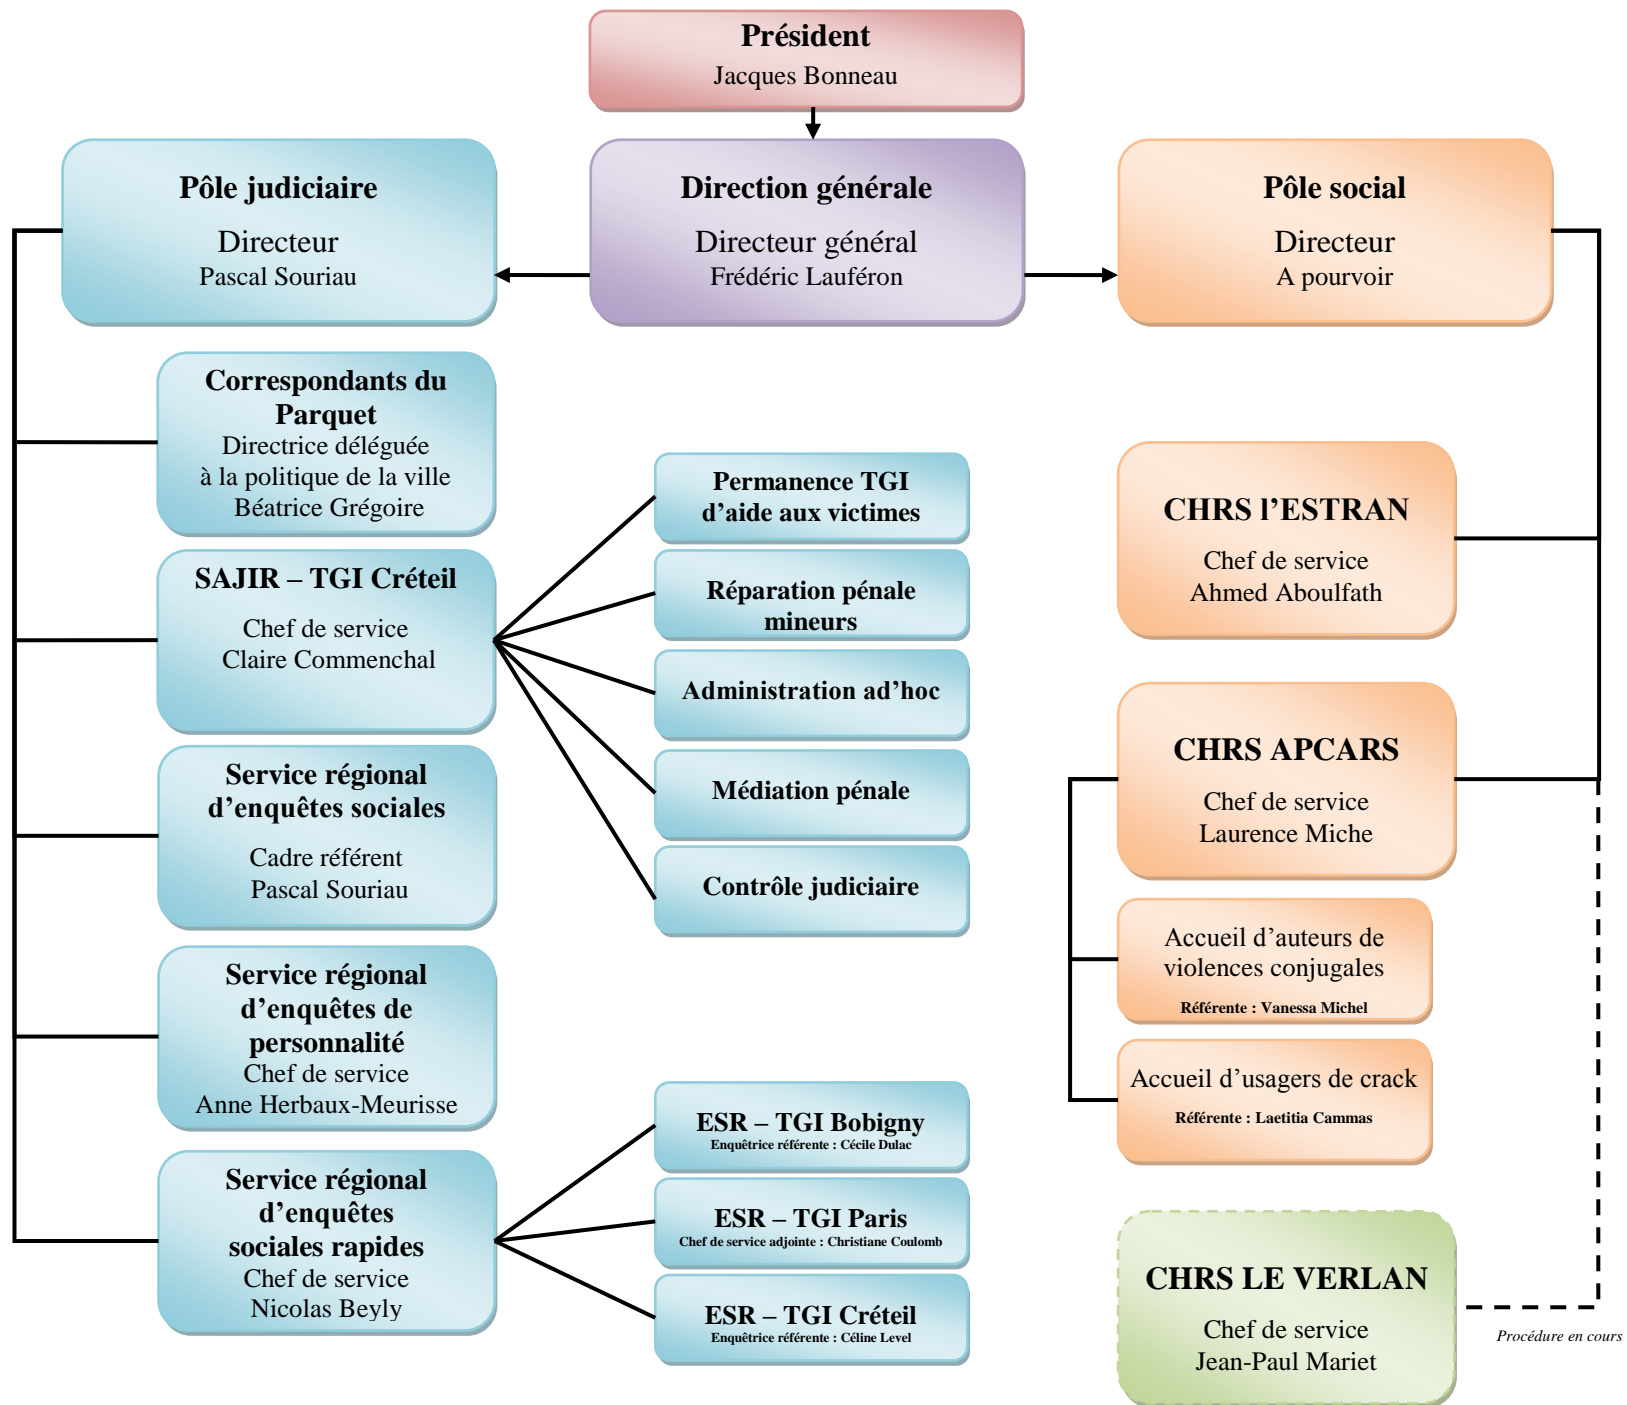 Président
Jacques Bonneau
Pôle judiciaire
Directeur
Pascal Souriau
Direction générale
Directeur général
Frédéric Lauféron
Pôle social
Directeur
A pourvoir
Correspondants du
Parquet
Directrice déléguée
à la politique de la ville
Béatrice Grégoire
SAJIR – TGI Créteil
Chef de service
Claire Commenchal
Service régional
d’enquêtes sociales
Cadre référent
Pascal Souriau
Service régional
d’enquêtes de
personnalité
Chef de service
Anne Herbaux-Meurisse
Service régional
d’enquêtes
sociales rapides
Chef de service
Nicolas Beyly
Permanence TGI
d’aide aux victimes
Réparation pénale
mineurs
Administration ad’hoc
Médiation pénale
Contrôle judiciaire
ESR – TGI Bobigny
Enquêtrice référente : Cécile Dulac
ESR – TGI Paris
Chef de service adjointe : Christiane Coulomb
ESR – TGI Créteil
Enquêtrice référente : Céline Level
CHRS l’ESTRAN
Chef de service
Ahmed Aboulfath
CHRS APCARS
Chef de service
Laurence Miche
Accueil d’auteurs de
violences conjugales
Référente : Vanessa Michel
Accueil d’usagers de crack
Référente : Laetitia Cammas
CHRS LE VERLAN
Chef de service
Jean-Paul Mariet
Procédure en cours